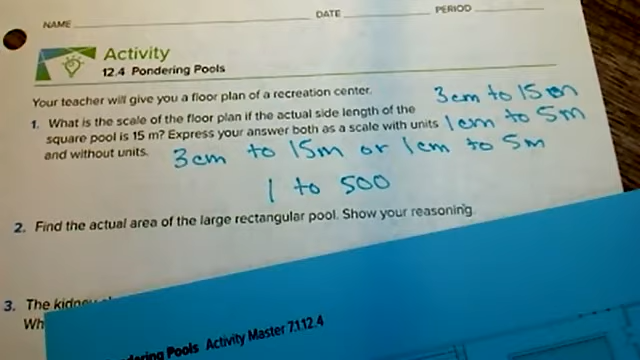 NAME DATE PERIOD
Activity
12.4 Pondering Pools
Your teacher will give you a floor plan of a recreation center.
3cm to 15m
1. What is the scale of the floor plan if the actual side length of the
square pool is 15 m? Express your answer both as a scale with units
1cm to 5m
and without units.
3cm to 15m or 1cm to 5m
1 to 500
2. Find the actual area of the large rectangular pool. Show your reasoning.
3. The kidney
Wh
dering Pools Activity Master 7.1.12.4